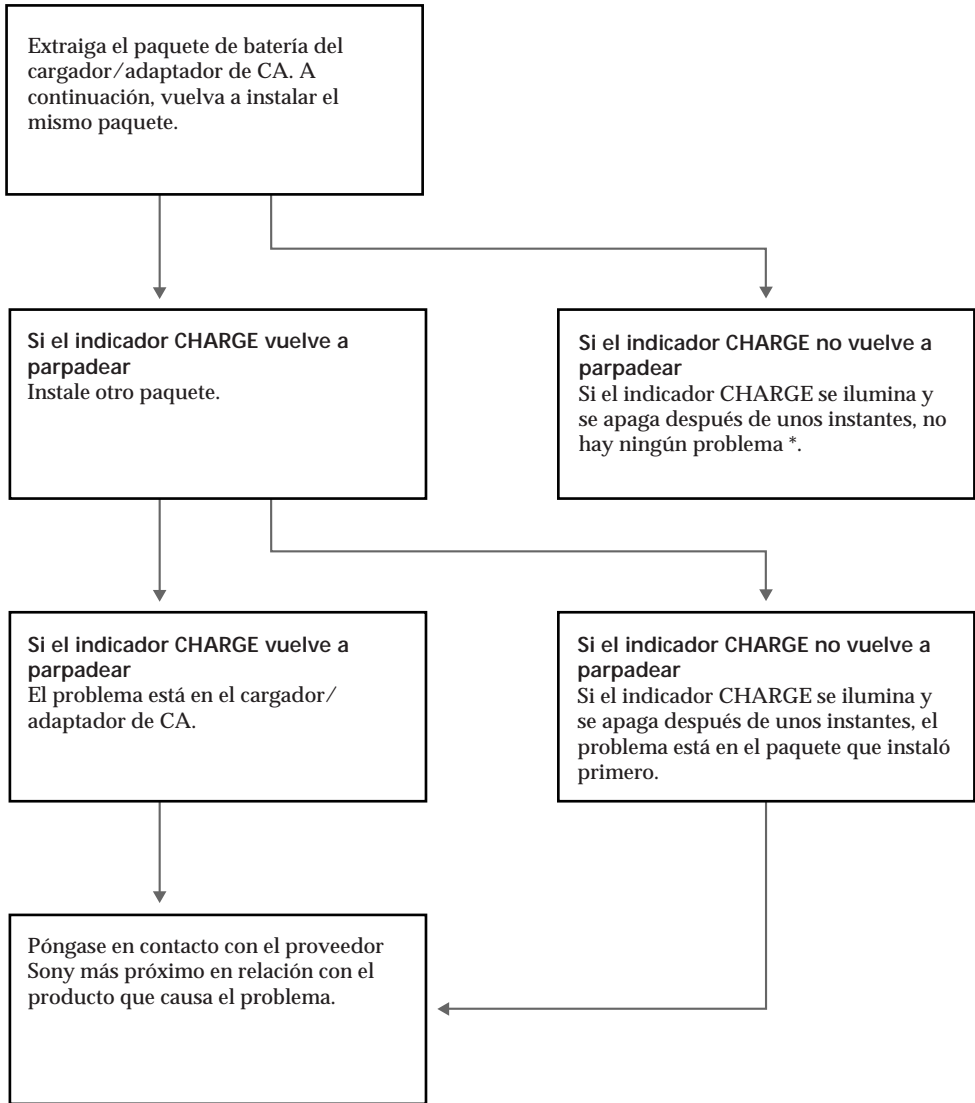 Extraiga el paquete de batería del
cargador/adaptador de CA. A
continuación, vuelva a instalar el
mismo paquete.
Si el indicador CHARGE vuelve a
parpadear
Instale otro paquete.
Si el indicador CHARGE no vuelve a
parpadear
Si el indicador CHARGE se ilumina y
se apaga después de unos instantes, no
hay ningún problema *.
Si el indicador CHARGE vuelve a
parpadear
El problema está en el cargador/
adaptador de CA.
Si el indicador CHARGE no vuelve a
parpadear
Si el indicador CHARGE se ilumina y
se apaga después de unos instantes, el
problema está en el paquete que instaló
primero.
Póngase en contacto con el proveedor
Sony más próximo en relación con el
producto que causa el problema.